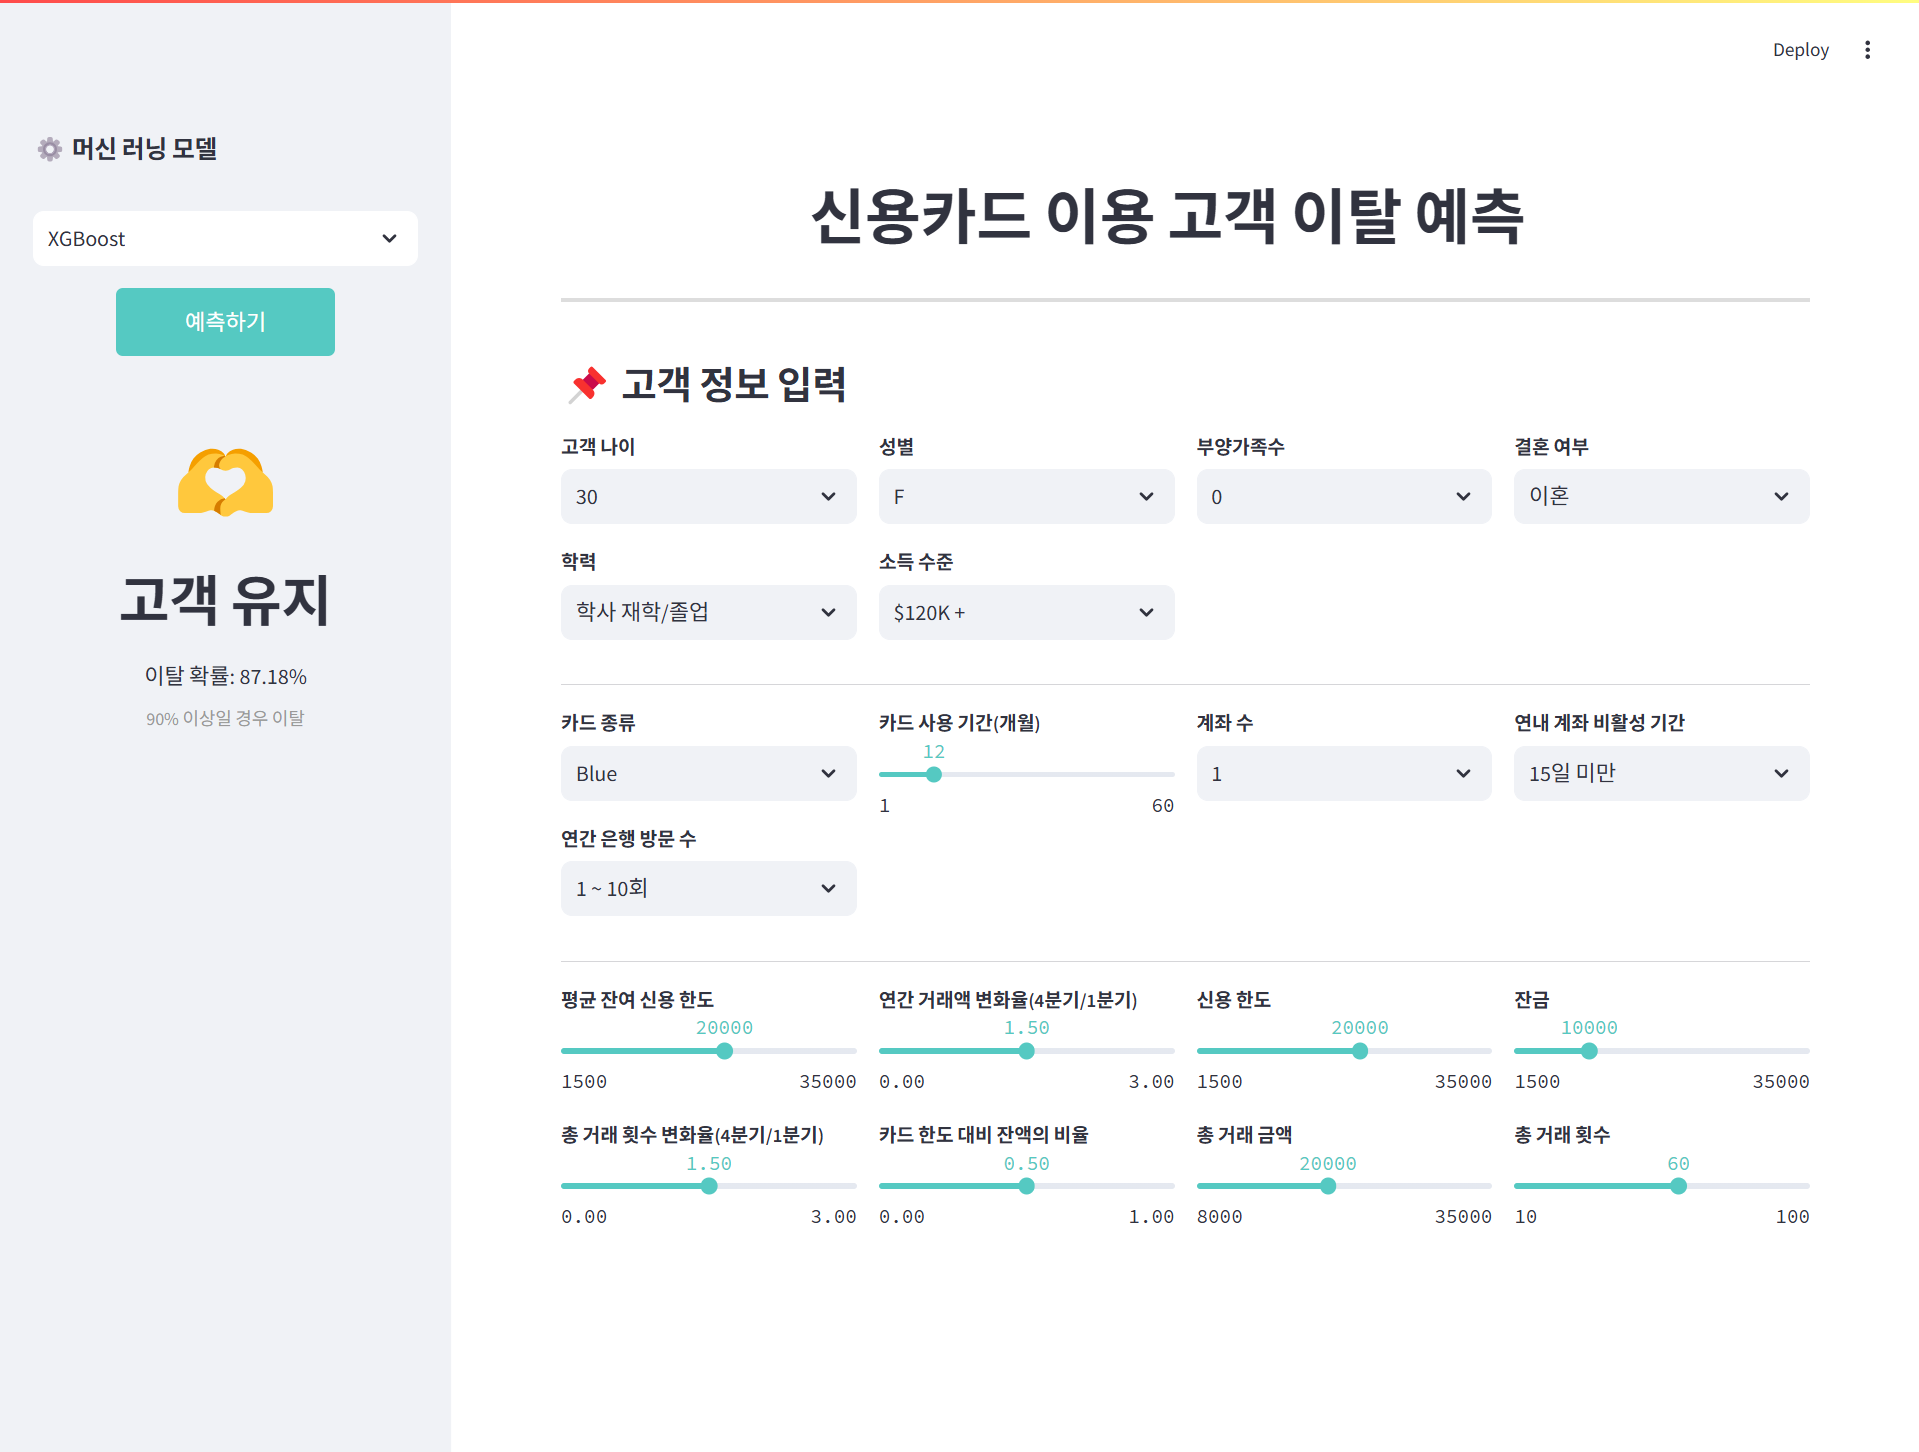 Deploy
머신 러닝 모델
XGBoost
예측하기
고객 유지
이탈 확률: 87.18%
90% 이상일 경우 이탈
신용카드 이용 고객 이탈 예측
고객 정보 입력
고객 나이 성별 부양가족수 결혼 여부
30 F 0 이혼
학력 소득 수준
학사 재학/졸업 $120K +
카드 종류 카드 사용 기간(개월) 계좌 수 연내 계좌 비활성 기간
12
Blue 1 15일 미만
1 60
연간 은행 방문 수
1 ~ 10회
평균 잔여 신용 한도 연간 거래액 변화율(4분기/1분기) 신용 한도 잔금
20000 1.50 20000 10000
1500 35000 0.00 3.00 1500 35000 1500 35000
총 거래 횟수 변화율(4분기/1분기) 카드 한도 대비 잔액의 비율 총 거래 금액 총 거래 횟수
1.50 0.50 20000 60
0.00 3.00 0.00 1.00 8000 35000 10 100